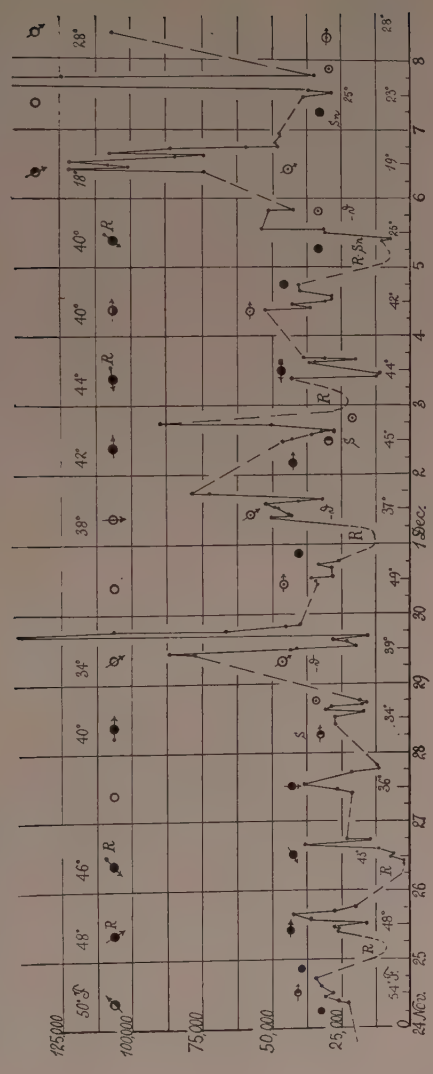 125,000
50°F 48° 46° 40° 34° 38° 42° 44° 40° 40° 18° 28°
R R R R
100,000
75,000
50,000
S -ϑ -ϑ S -ϑ Sn
25,000
25°
R R R R R.Sn
54°F. 48° 45° 36° 34° 39° 49° 37° 45° 44° 42° 25° 19° 23° 28°
0
24 Nov. 25 26 27 28 29 30 1 Dec. 2 3 4 5 6 7 8